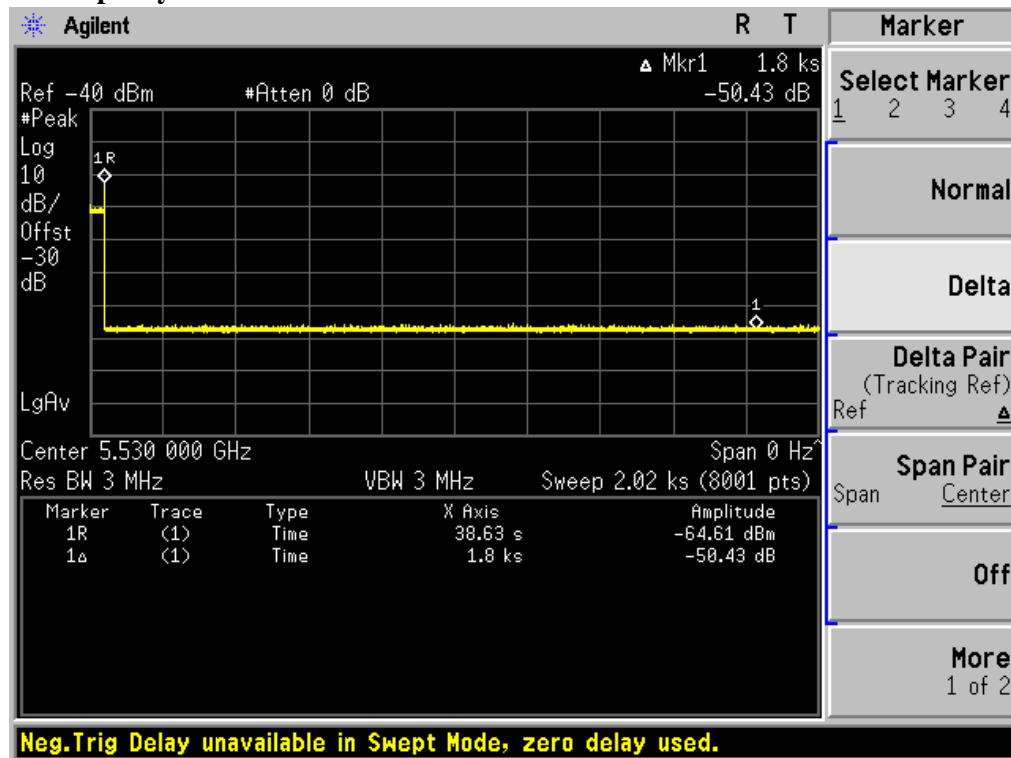 Agilent R T Marker
Δ Mkr1 1.8 ks
Ref -40 dBm #Atten 0 dB -50.43 dB
#Peak
Log
10
dB/
Offst
-30
dB
1R
1
LgAv
Center 5.530 000 GHz Span 0 Hz^
Res BW 3 MHz VBW 3 MHz Sweep 2.02 ks (8001 pts)
Marker Trace Type X Axis Amplitude
1R (1) Time 38.63 s -64.61 dBm
1Δ (1) Time 1.8 ks -50.43 dB
Select Marker
1 2 3 4
Normal
Delta
Delta Pair
(Tracking Ref)
Ref Δ
Span Pair
Span Center
Off
More
1 of 2
Neg.Trig Delay unavailable in Swept Mode, zero delay used.